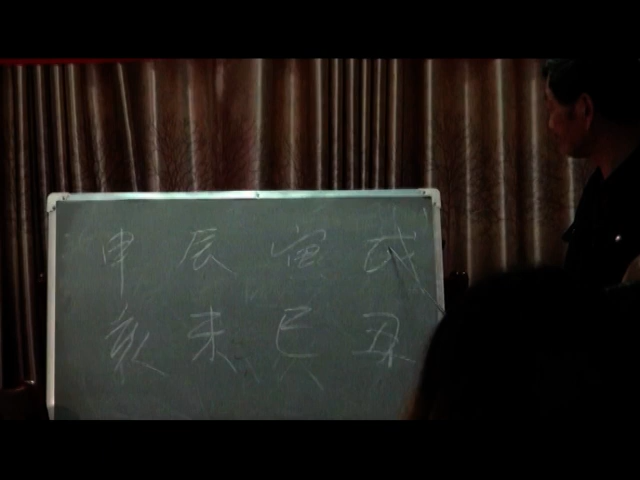 申 辰 寅 戌
亥 未 巳 丑